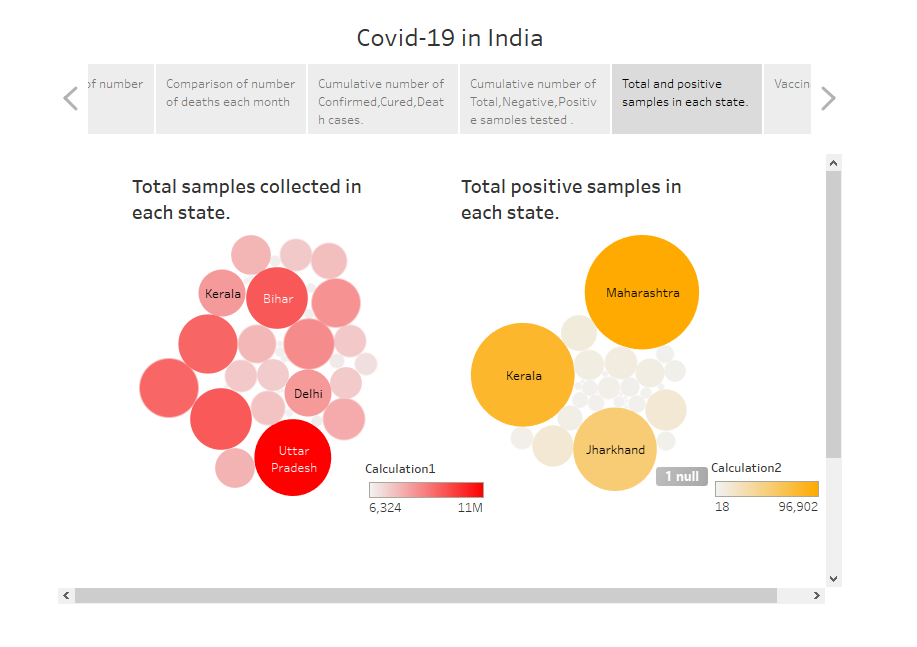 Covid-19 in India
of number
Comparison of number
of deaths each month
Cumulative number of
Confirmed,Cured,Deat
h cases.
Cumulative number of
Total,Negative,Positiv
e samples tested .
Total and positive
samples in each state.
Vaccin
Total samples collected in
each state.
Total positive samples in
each state.
Kerala
Bihar
Delhi
Uttar
Pradesh
Maharashtra
Kerala
Jharkhand
Calculation1
6,324
11M
1 null
Calculation2
18
96,902